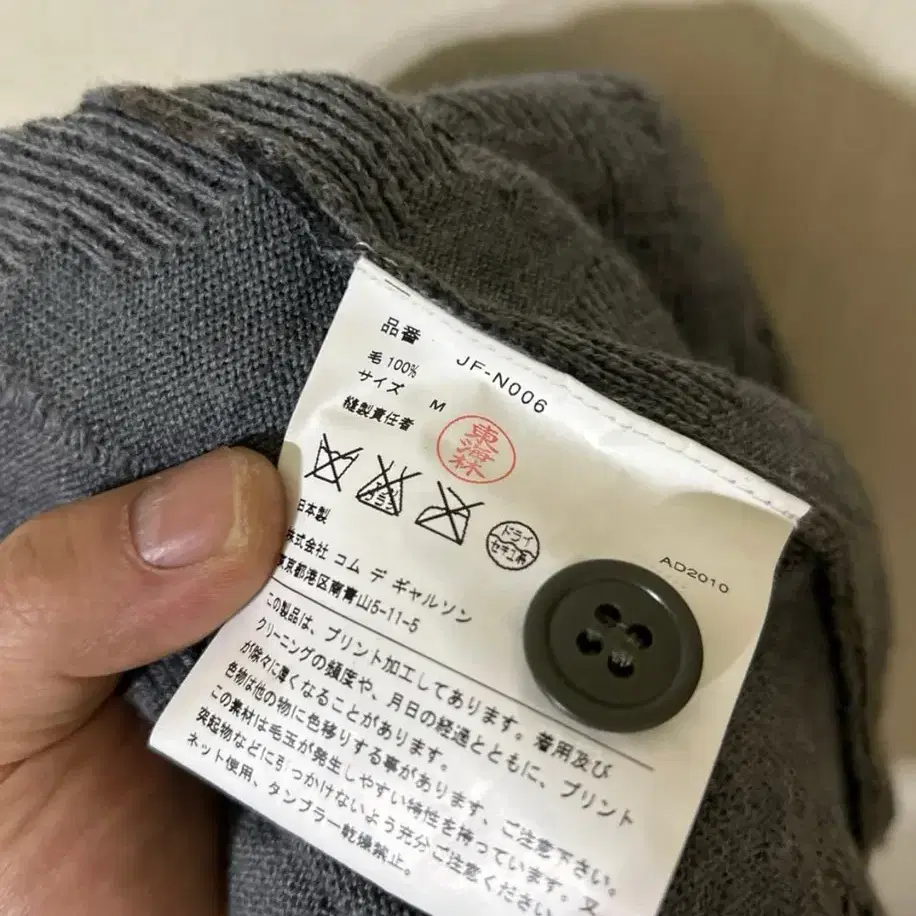 品番 JF-N006
毛 100%
サイズ M
縫製責任者
東海林
ドライ
セキユ系
日本製
株式会社 コム デ ギャルソン
東京都港区南青山5-11-5
AD2010
この製品は、プリント加工してあります。着用及び
クリーニングの頻度や、月日の経過とともに、プリント
が除々に薄くなることがあります。
色物は他の物に色移りする事があります、ご注意下さい。
この素材は毛玉が発生しやすい特性を持っています。又、
突起物などに引っかけないよう充分ご注意ください。
ネット使用、タンブラー乾燥禁止。